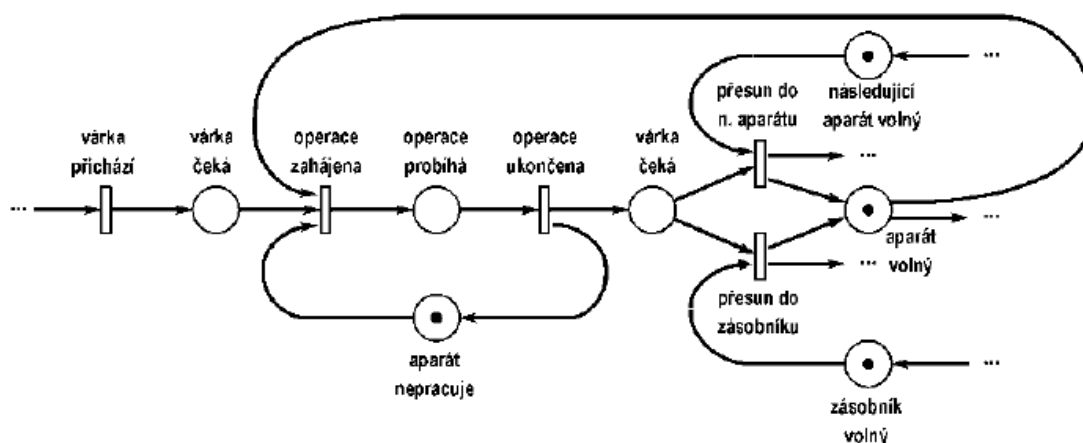 ...
přesun do
n. aparátu
následující
aparát volný
várka
přichází
várka
čeká
operace
zahájena
operace
probíhá
operace
ukončena
várka
čeká
...
...
...
aparát
volný
...
...
přesun do
zásobníku
aparát
nepracuje
...
zásobník
volný